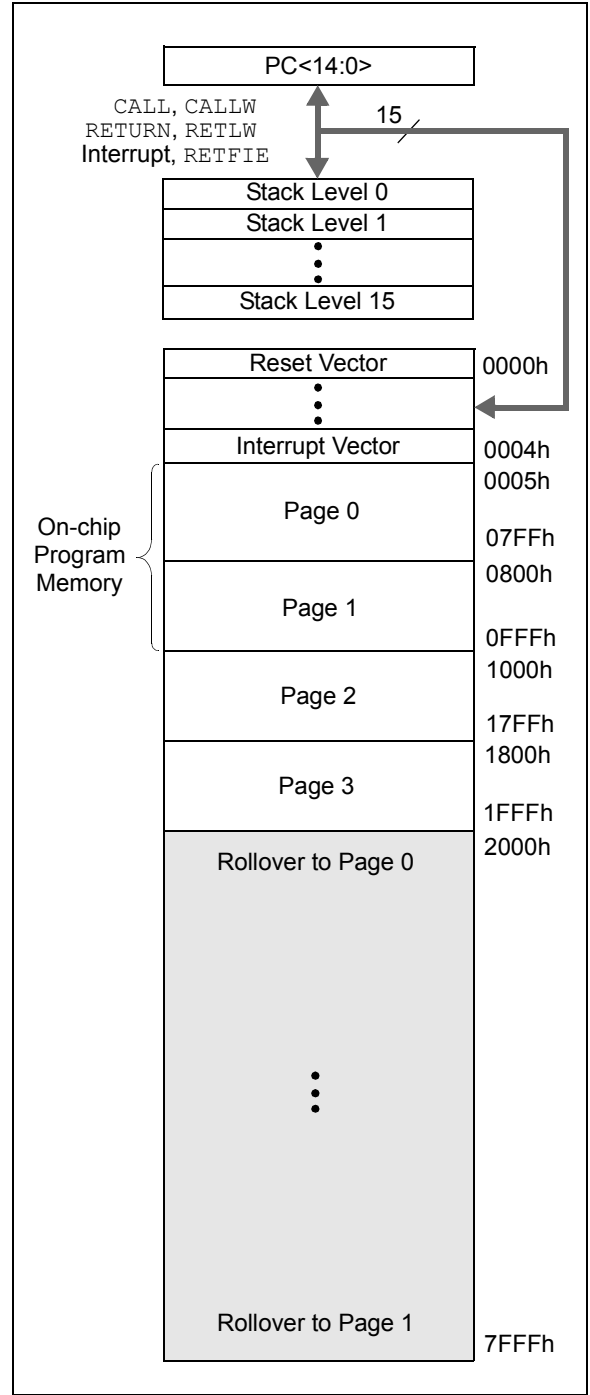 PC<14:0>
CALL, CALLW
RETURN, RETLW
Interrupt, RETFIE
15
Stack Level 0
Stack Level 1
Stack Level 15
Reset Vector
0000h
Interrupt Vector
0004h
0005h
On-chip
Program
Memory
Page 0
07FFh
0800h
Page 1
0FFFh
1000h
Page 2
17FFh
1800h
Page 3
1FFFh
2000h
Rollover to Page 0
Rollover to Page 1
7FFFh